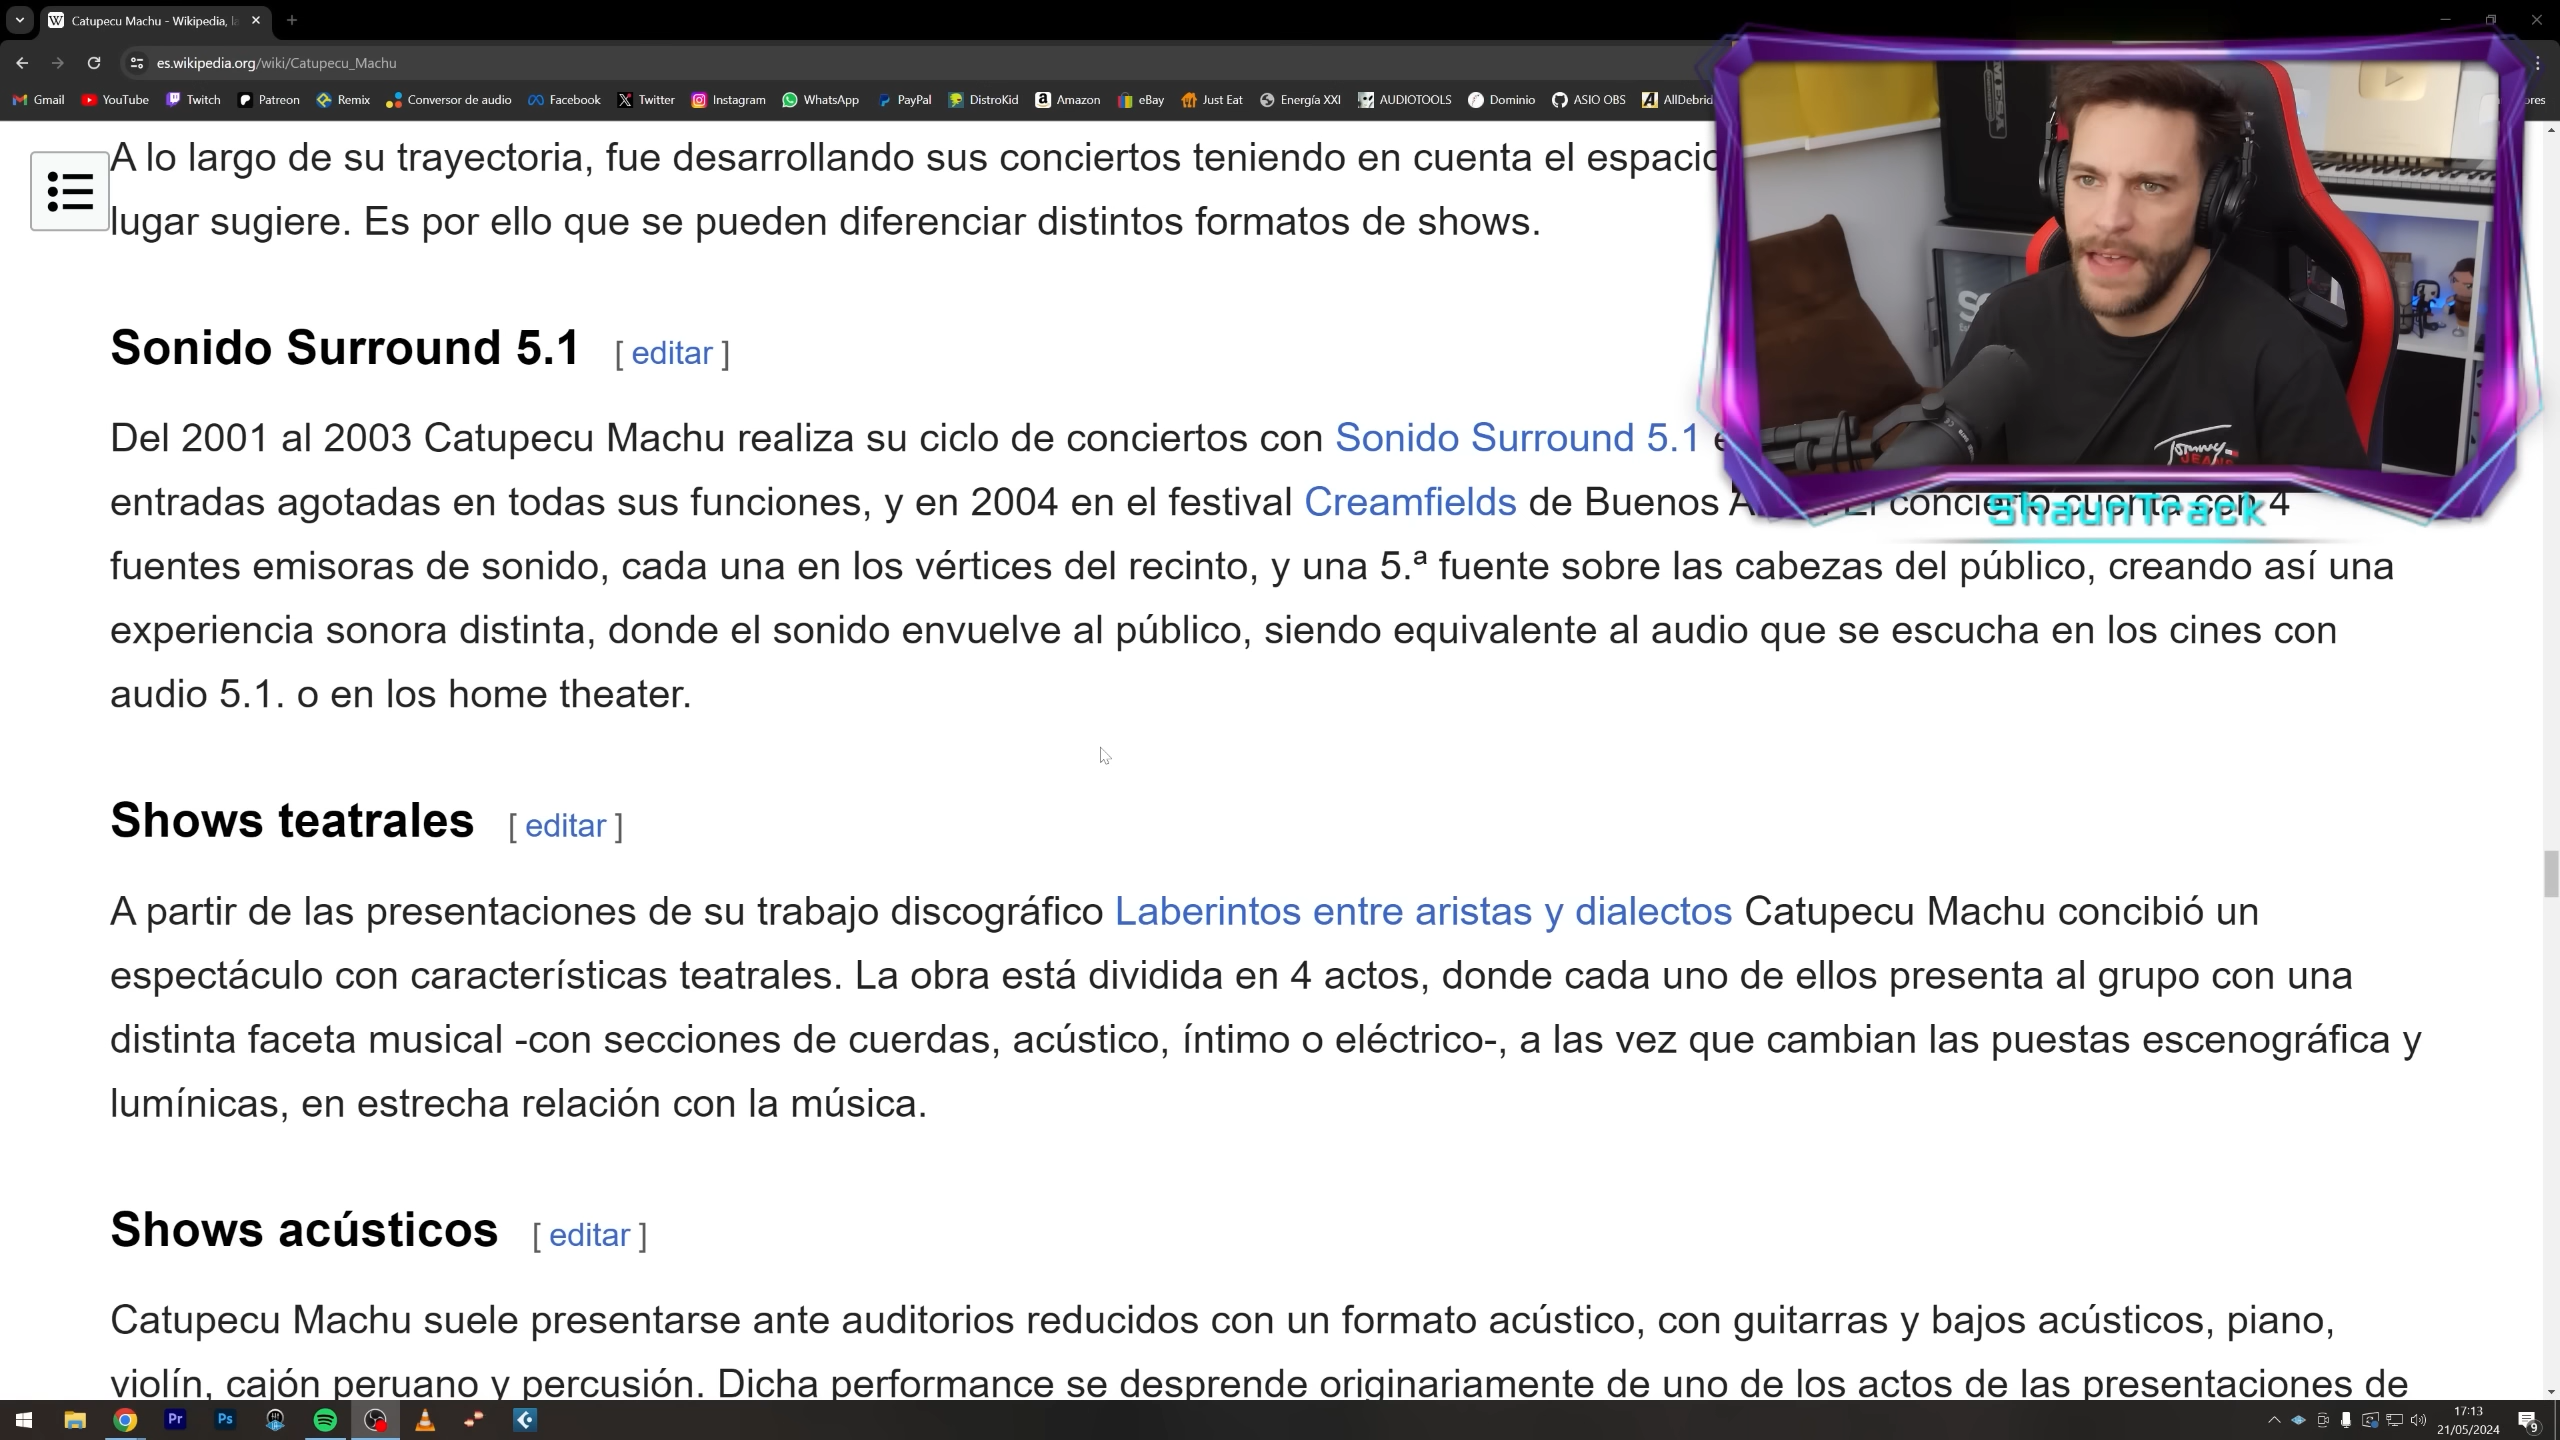 Catupecu Machu - Wikipedia, la
es.wikipedia.org/wiki/Catupecu_Machu
Gmail YouTube Twitch Patreon Remix Conversor de audio Facebook Twitter Instagram WhatsApp PayPal DistroKid Amazon eBay Just Eat Energía XXI AUDIOTOOLS Dominio ASIO OBS AllDebrid
A lo largo de su trayectoria, fue desarrollando sus conciertos teniendo en cuenta el espacio
lugar sugiere. Es por ello que se pueden diferenciar distintos formatos de shows.
Sonido Surround 5.1 [ editar ]
Del 2001 al 2003 Catupecu Machu realiza su ciclo de conciertos con Sonido Surround 5.1
entradas agotadas en todas sus funciones, y en 2004 en el festival Creamfields de Buenos El concierto cuenta con 4
ShaunTrack
fuentes emisoras de sonido, cada una en los vértices del recinto, y una 5.ª fuente sobre las cabezas del público, creando así una
experiencia sonora distinta, donde el sonido envuelve al público, siendo equivalente al audio que se escucha en los cines con
audio 5.1. o en los home theater.
Shows teatrales [ editar ]
A partir de las presentaciones de su trabajo discográfico Laberintos entre aristas y dialectos Catupecu Machu concibió un
espectáculo con características teatrales. La obra está dividida en 4 actos, donde cada uno de ellos presenta al grupo con una
distinta faceta musical -con secciones de cuerdas, acústico, íntimo o eléctrico-, a las vez que cambian las puestas escenográfica y
lumínicas, en estrecha relación con la música.
Shows acústicos [ editar ]
Catupecu Machu suele presentarse ante auditorios reducidos con un formato acústico, con guitarras y bajos acústicos, piano,
violín, cajón peruano y percusión. Dicha performance se desprende originariamente de uno de los actos de las presentaciones de
Tommy
JEANS
Pr
Ps
17:13
21/05/2024
9